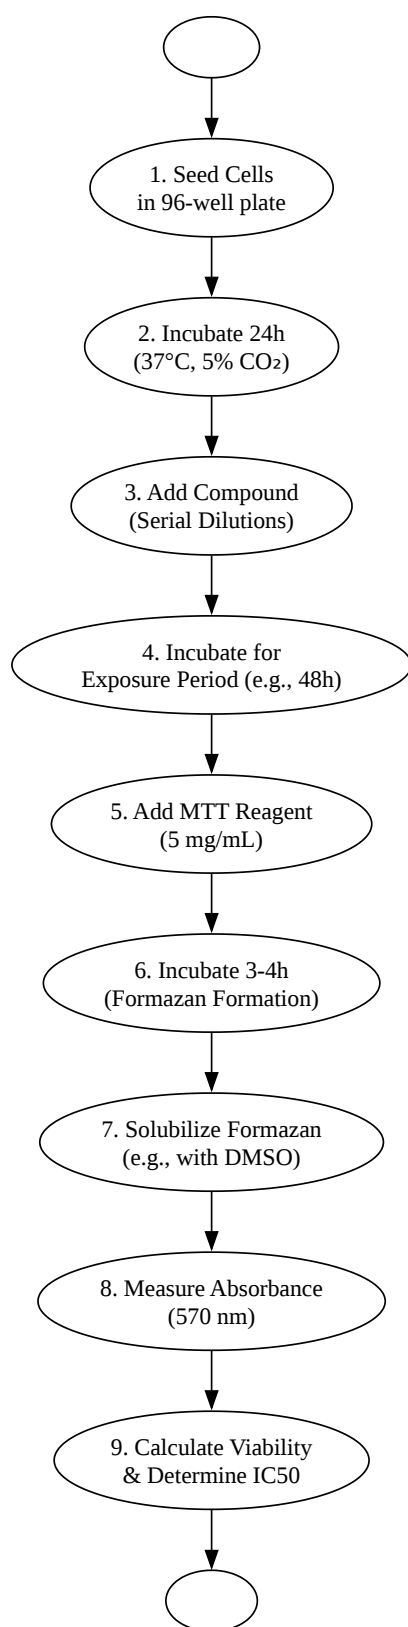 1. Seed Cells
in 96-well plate
2. Incubate 24h
(37°C, 5% CO₂)
3. Add Compound
(Serial Dilutions)
4. Incubate for
Exposure Period (e.g., 48h)
5. Add MTT Reagent
(5 mg/mL)
6. Incubate 3-4h
(Formazan Formation)
7. Solubilize Formazan
(e.g., with DMSO)
8. Measure Absorbance
(570 nm)
9. Calculate Viability
& Determine IC50